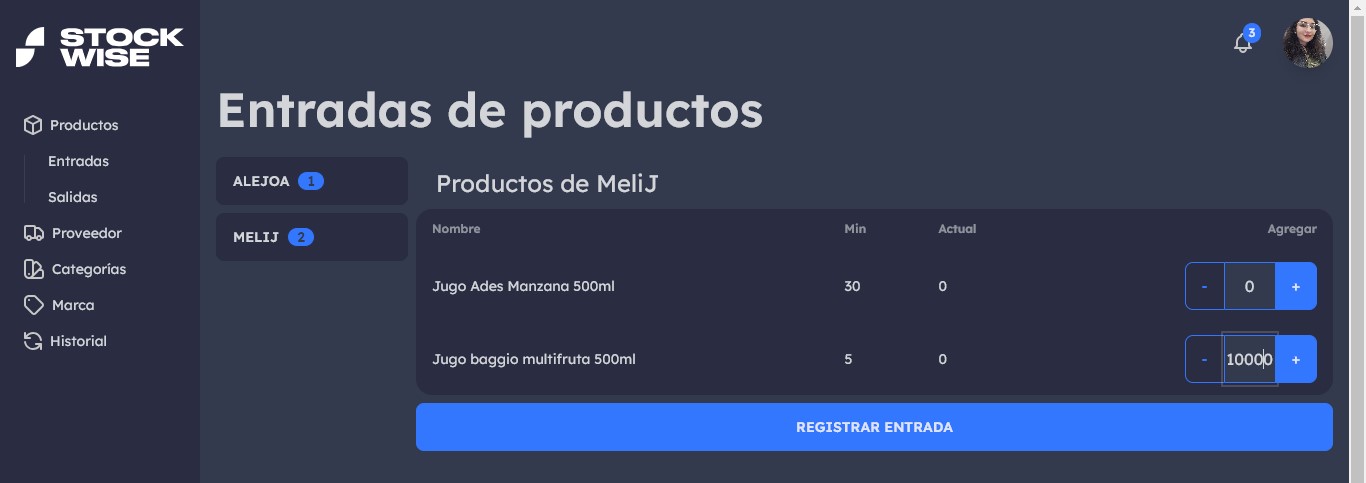 STOCK
WISE
3
Productos
Entradas
Salidas
Proveedor
Categorías
Marca
Historial
Entradas de productos
ALEJOA 1
MELIJ 2
Productos de MeliJ
Nombre Min Actual Agregar
Jugo Ades Manzana 500ml 30 0 - 0 +
Jugo baggio multifruta 500ml 5 0 - 10000 +
REGISTRAR ENTRADA